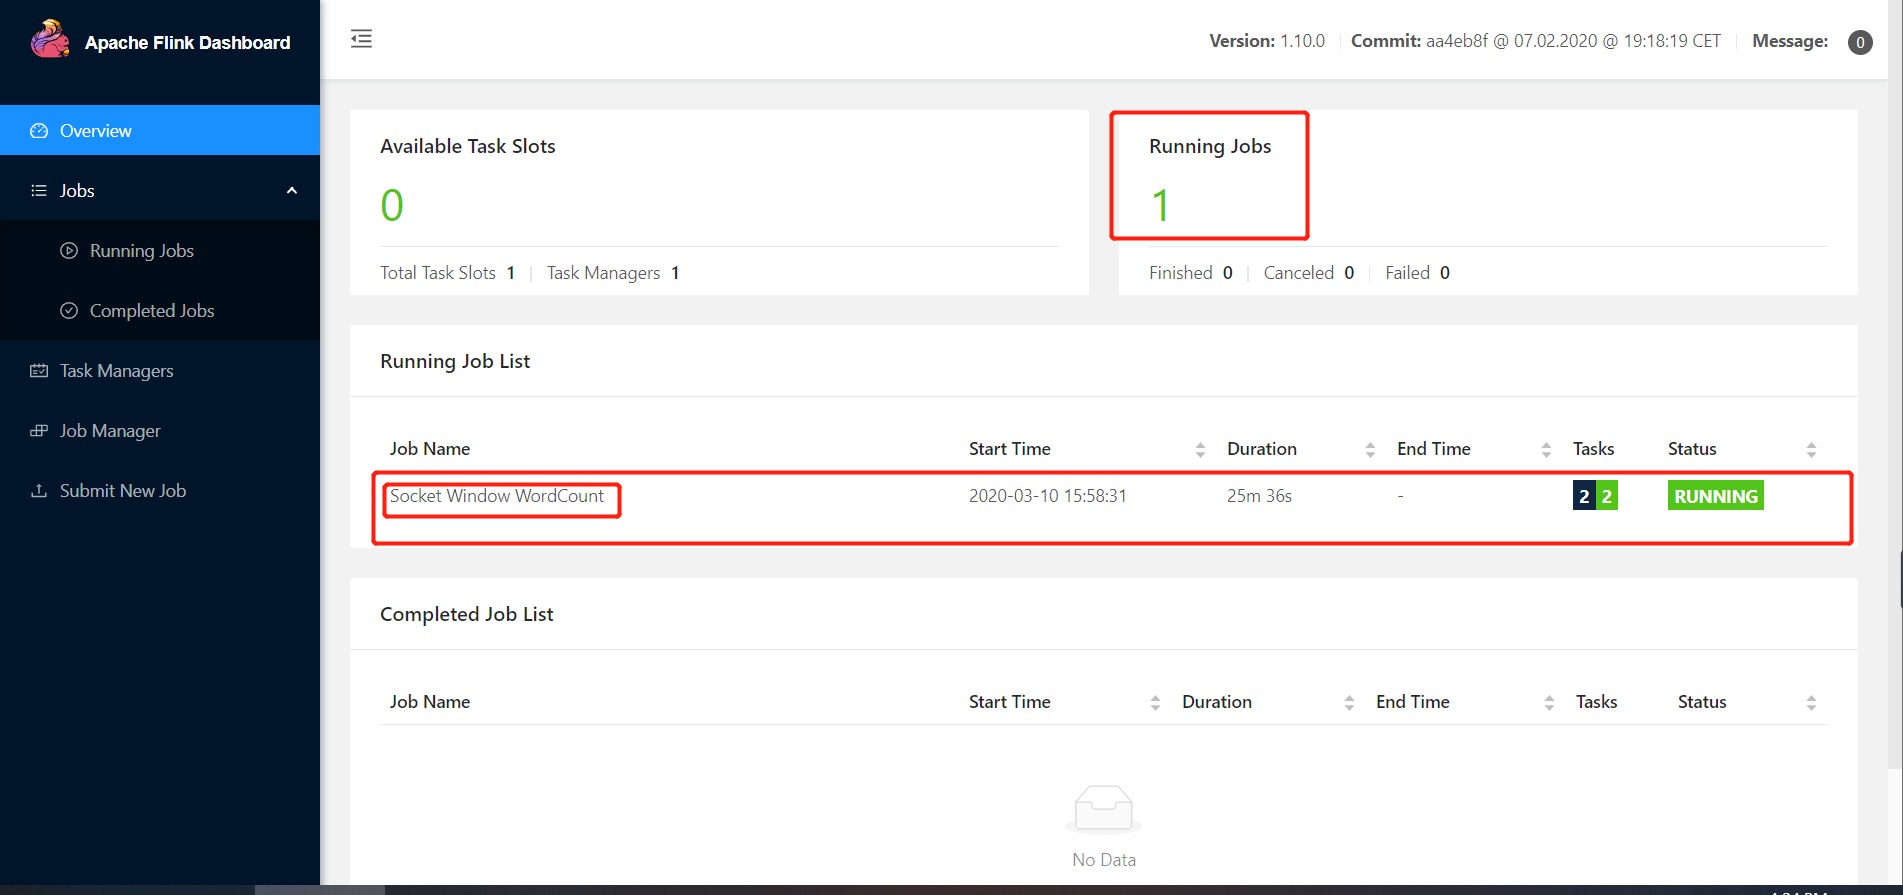 Apache Flink Dashboard
Version: 1.10.0 Commit: aa4eb8f @ 07.02.2020 @ 19:18:19 CET Message: 0
Overview
Jobs
Running Jobs
Completed Jobs
Task Managers
Job Manager
Submit New Job
Available Task Slots
0
Total Task Slots 1 Task Managers 1
Running Jobs
1
Finished 0 Canceled 0 Failed 0
Running Job List
Job Name Start Time Duration End Time Tasks Status
Socket Window WordCount 2020-03-10 15:58:31 25m 36s - 2 2 RUNNING
Completed Job List
Job Name Start Time Duration End Time Tasks Status
No Data